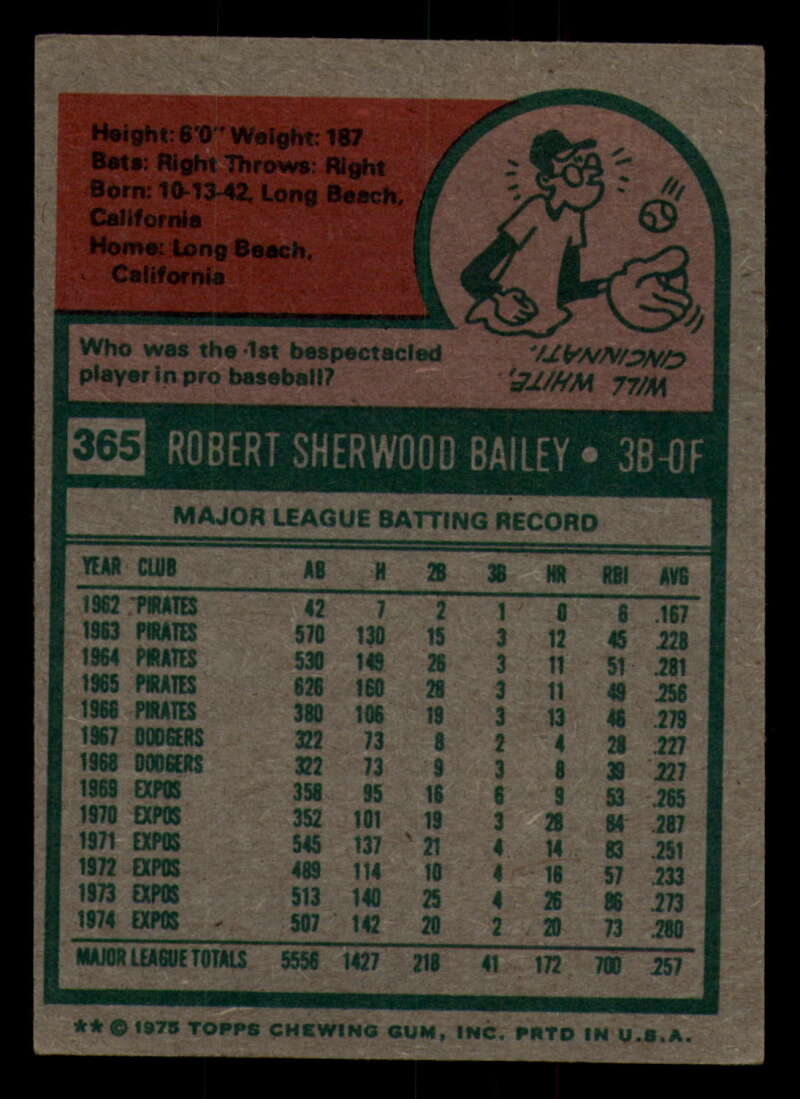 Height: 6'0" Weight: 187
Bats: Right Throws: Right
Born: 10-13-42, Long Beach,
California
Home: Long Beach,
California
Who was the 1st bespectacled
player in pro baseball?
WILL WHITE,
CINCINNATI.
365 ROBERT SHERWOOD BAILEY • 3B-OF
MAJOR LEAGUE BATTING RECORD
YEAR CLUB AB H 2B 3B HR RBI AVG
1962 PIRATES 42 7 2 1 0 6 .167
1963 PIRATES 570 130 15 3 12 45 .228
1964 PIRATES 530 149 26 3 11 51 .281
1965 PIRATES 626 160 28 3 11 49 .256
1966 PIRATES 380 106 19 3 13 46 .279
1967 DODGERS 322 73 8 2 4 28 .227
1968 DODGERS 322 73 9 3 8 39 .227
1969 EXPOS 358 95 16 6 9 53 .265
1970 EXPOS 352 101 19 3 28 84 .287
1971 EXPOS 545 137 21 4 14 83 .251
1972 EXPOS 489 114 10 4 16 57 .233
1973 EXPOS 513 140 25 4 26 86 .273
1974 EXPOS 507 142 20 2 20 73 .280
MAJOR LEAGUE TOTALS 5556 1427 218 41 172 700 .257
** © 1975 TOPPS CHEWING GUM, INC. PRTD IN U.S.A.